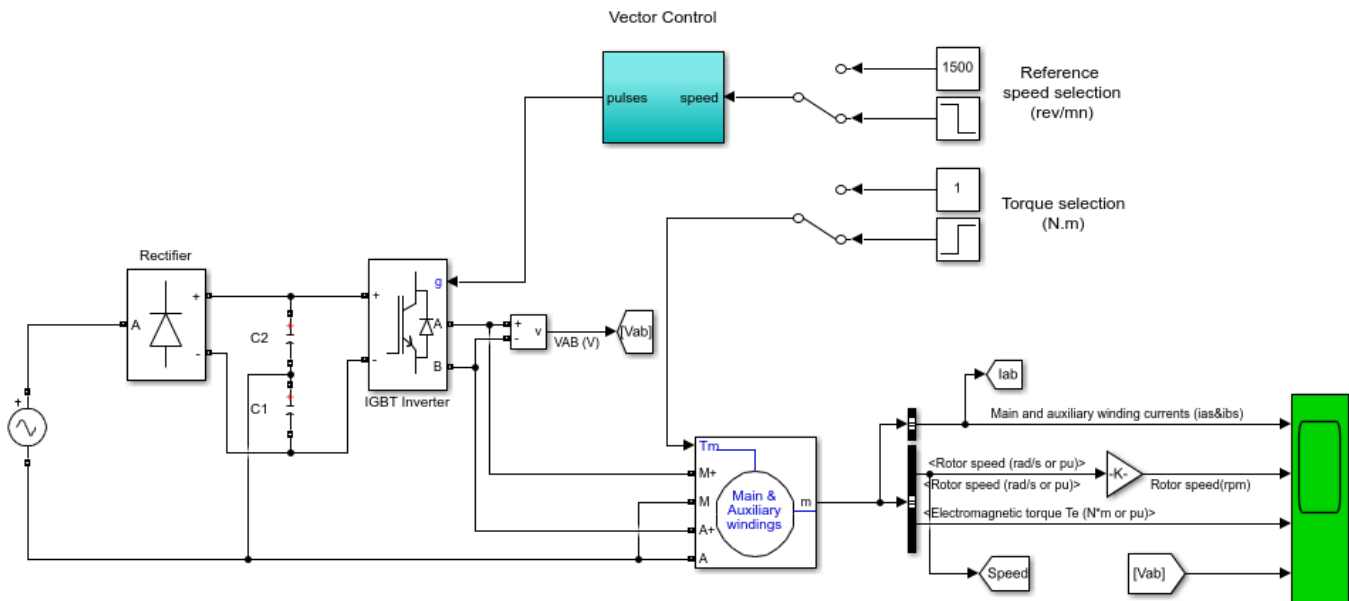 Vector Control
pulses
speed
1500
Reference
speed selection
(rev/mn)
1
Torque selection
(N.m)
Rectifier
A
+
-
C2
C1
+
+
-
g
A
B
IGBT Inverter
+
-
v
VAB (V)
[Vab]
Tm
M+
M
A+
A
Main &
Auxiliary
windings
m
Iab
Main and auxiliary winding currents (ias&ibs)
<Rotor speed (rad/s or pu)>
<Rotor speed (rad/s or pu)>
-K-
Rotor speed(rpm)
<Electromagnetic torque Te (N*m or pu)>
Speed
[Vab]